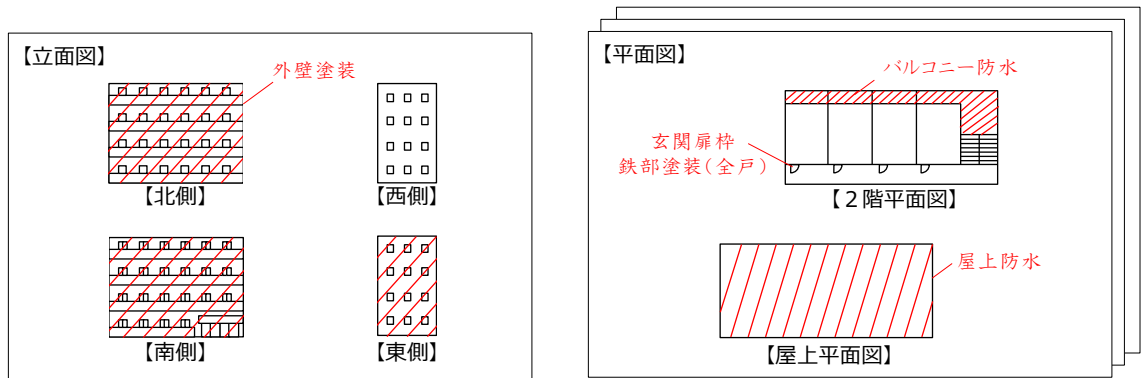 【立面図】
外壁塗装
【北側】
【西側】
【南側】
【東側】
【平面図】
バルコニー防水
玄関扉枠
鉄部塗装(全戸)
【２階平面図】
屋上防水
【屋上平面図】